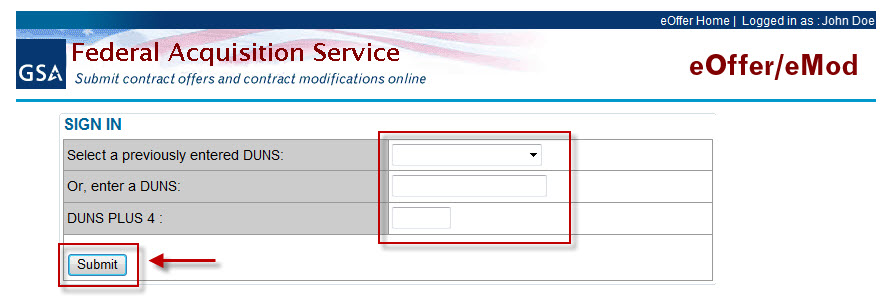 eOffer Home | Logged in as : John Doe
GSA
Federal Acquisition Service
Submit contract offers and contract modifications online
eOffer/eMod
SIGN IN
Select a previously entered DUNS:
Or, enter a DUNS:
DUNS PLUS 4 :
Submit